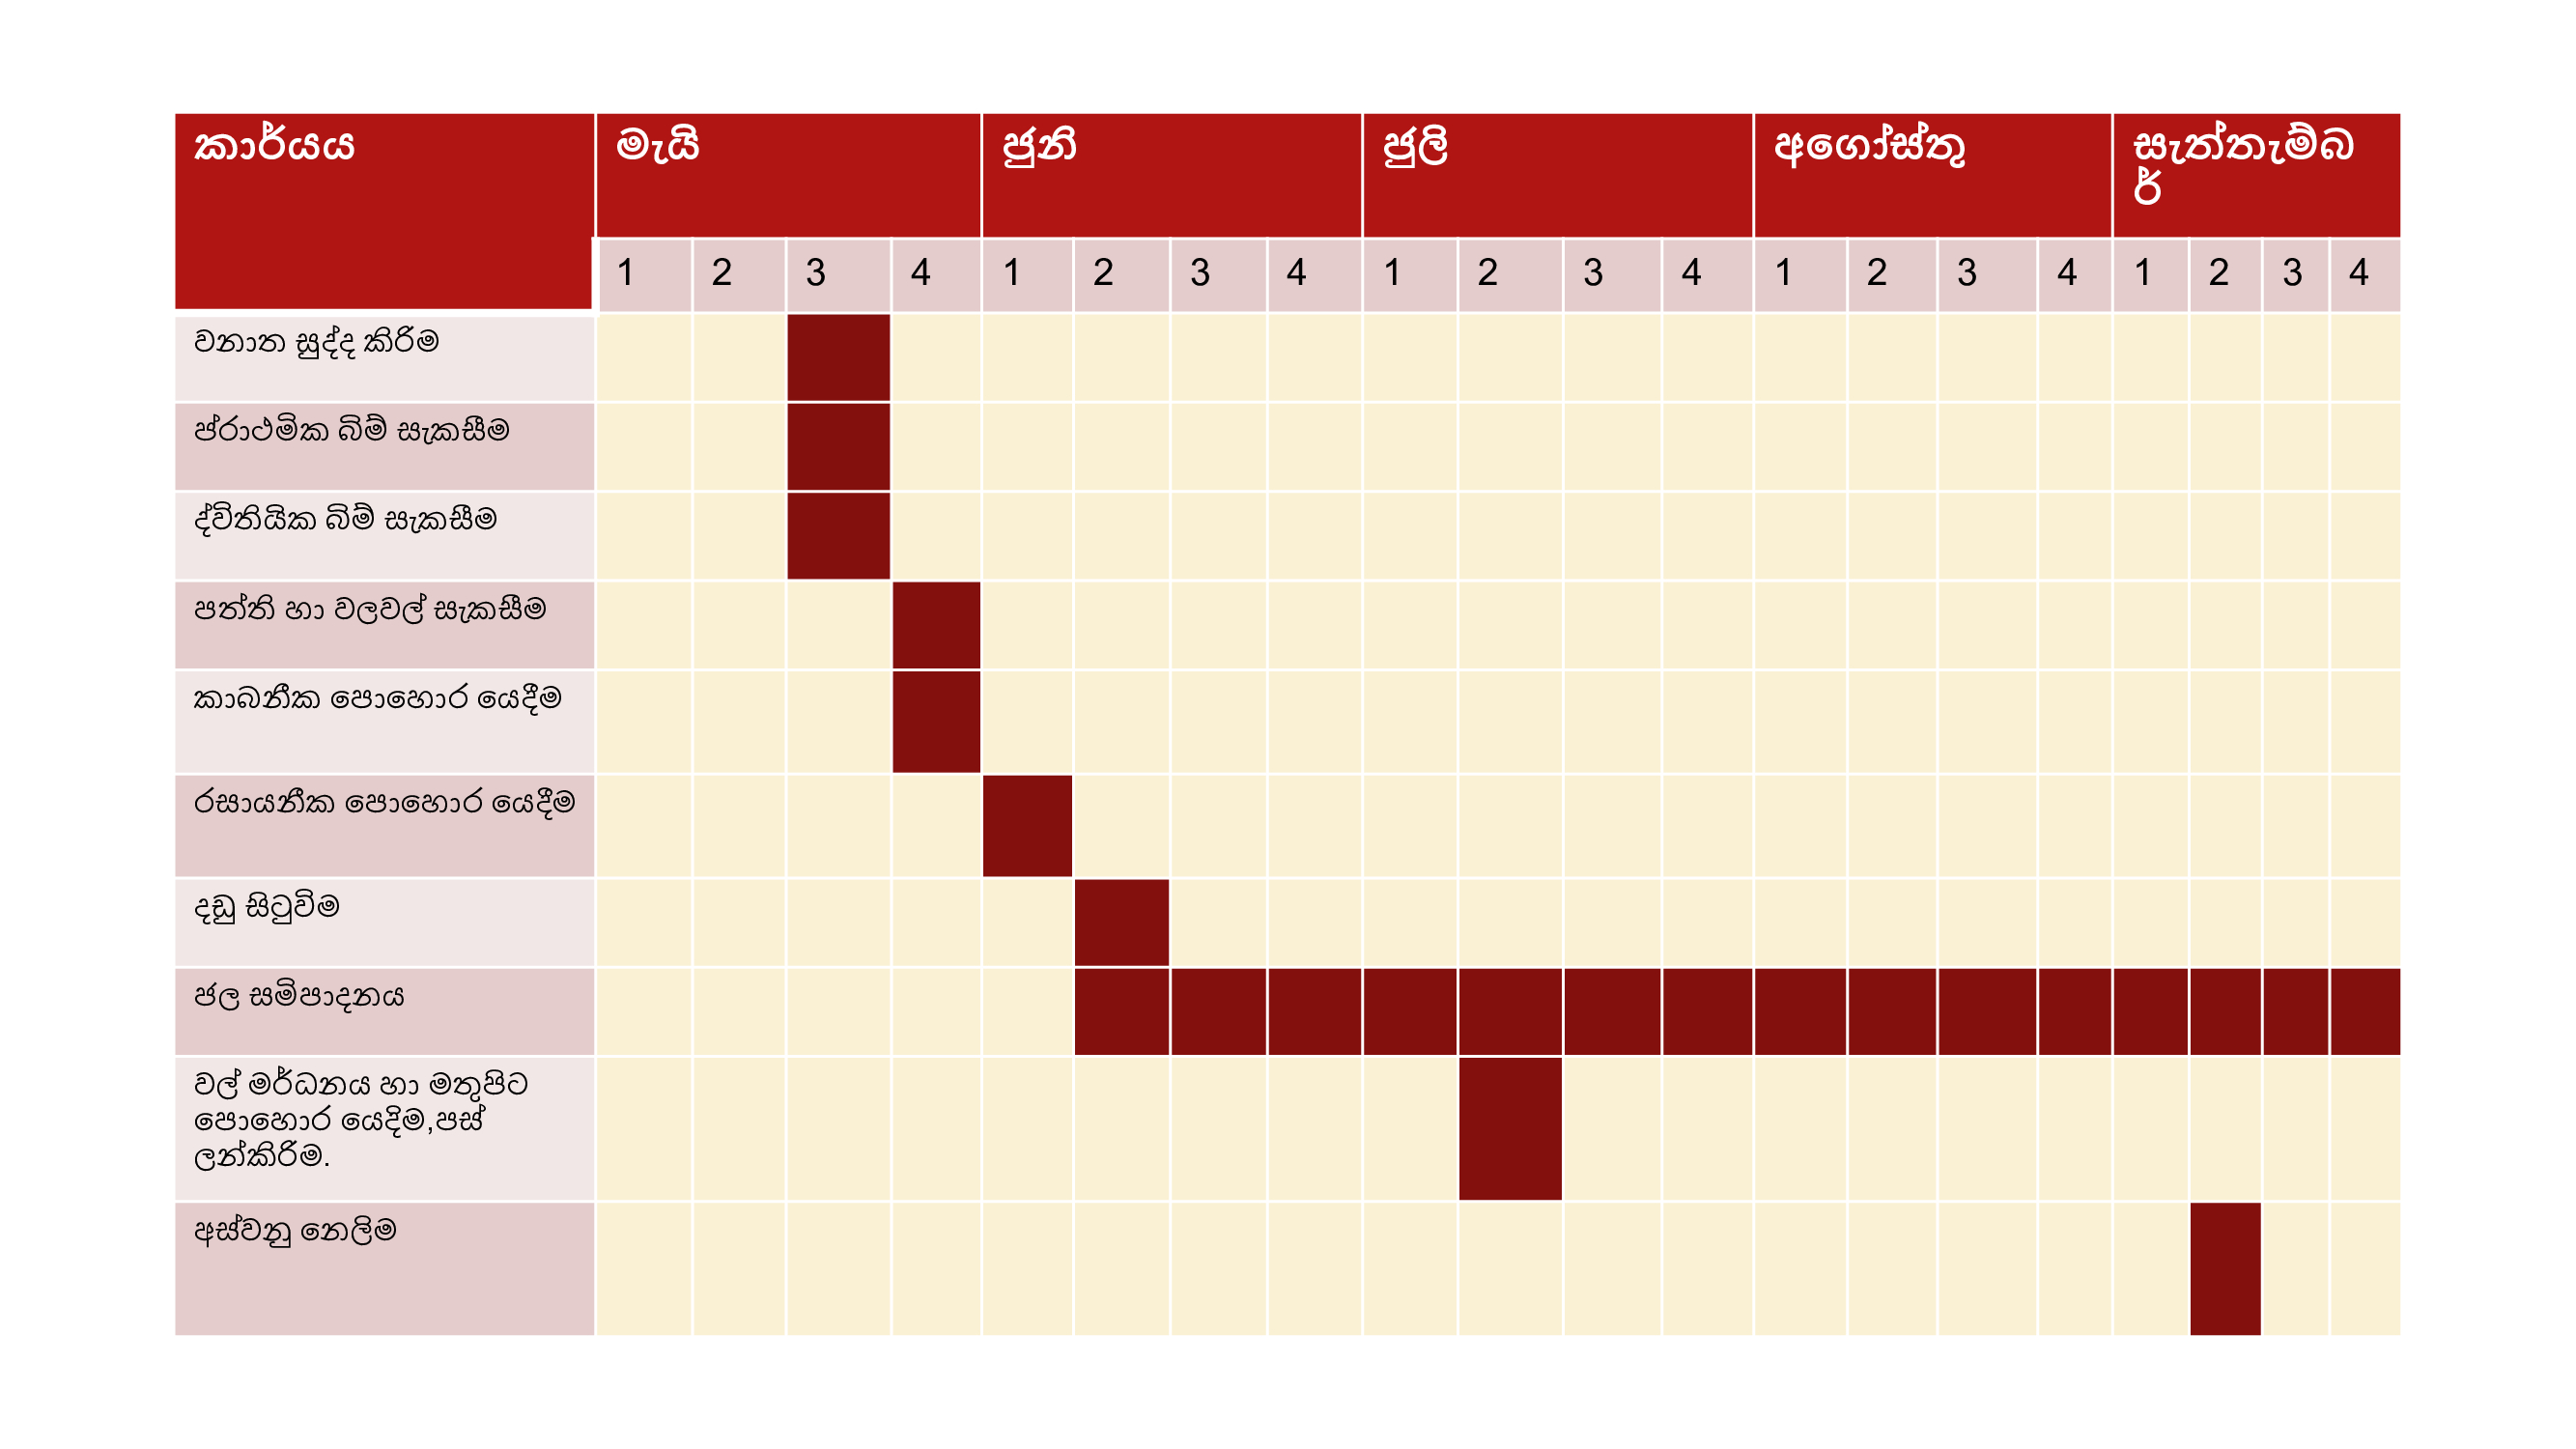 කාර්යය මැයි ජුනි ජුලි අගෝස්තු සැප්තැම්බ
ර්
1 2 3 4 1 2 3 4 1 2 3 4 1 2 3 4 1 2 3 4
වනාත සුද්ද කිරිම
ප්රාථමික බිම් සැකසීම
ද්විතියික බිම් සැකසීම
පත්ති හා වලවල් සැකසීම
කාබනීක පොහොර යෙදීම
රසායනීක පොහොර යෙදීම
දඬු සිටුවිම
ජල සම්පාදනය
වල් මර්ධනය හා මතුපිට
පොහොර යෙදිම,පස්
ලන්කිරිම.
අස්වනු නෙලිම